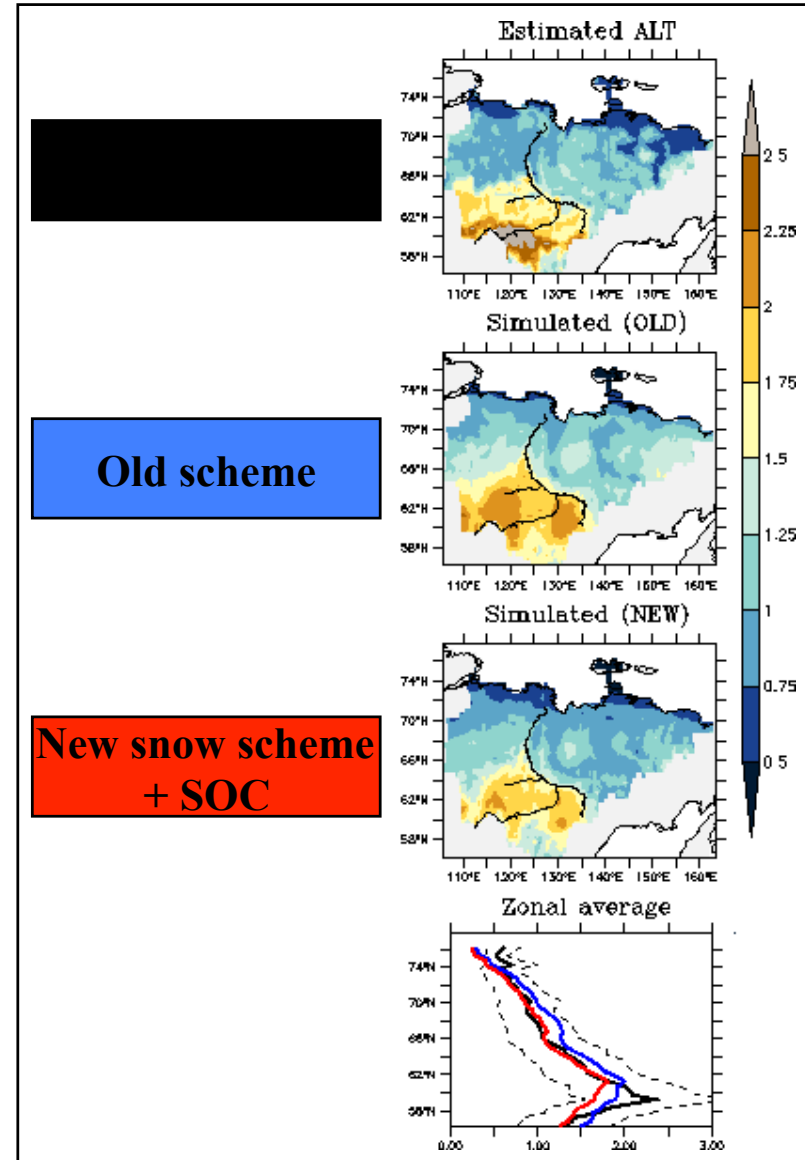 Estimated ALT
74°N
70°N
66°N
62°N
58°N
110°E 120°E 130°E 140°E 150°E 160°E
Simulated (OLD)
Old scheme
74°N
70°N
66°N
62°N
58°N
110°E 120°E 130°E 140°E 150°E 160°E
Simulated (NEW)
New snow scheme
+ SOC
74°N
70°N
66°N
62°N
58°N
110°E 120°E 130°E 140°E 150°E 160°E
Zonal average
74°N
70°N
66°N
62°N
58°N
0.00 1.00 2.00 3.00
2.5
2.25
2
1.75
1.5
1.25
1
0.75
0.5